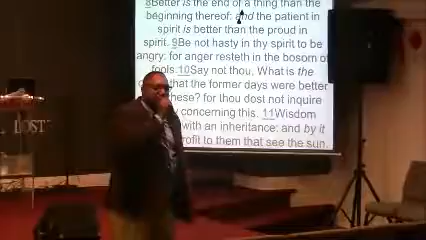 8Better is the end of a thing than the
beginning thereof: and the patient in
spirit is better than the proud in
spirit. 9Be not hasty in thy spirit to be
angry: for anger resteth in the bosom of
fools.10Say not thou, What is the
that the former days were better
these? for thou dost not inquire
concerning this. 11Wisdom
with an inheritance: and by it
to them that see the sun.
LOST